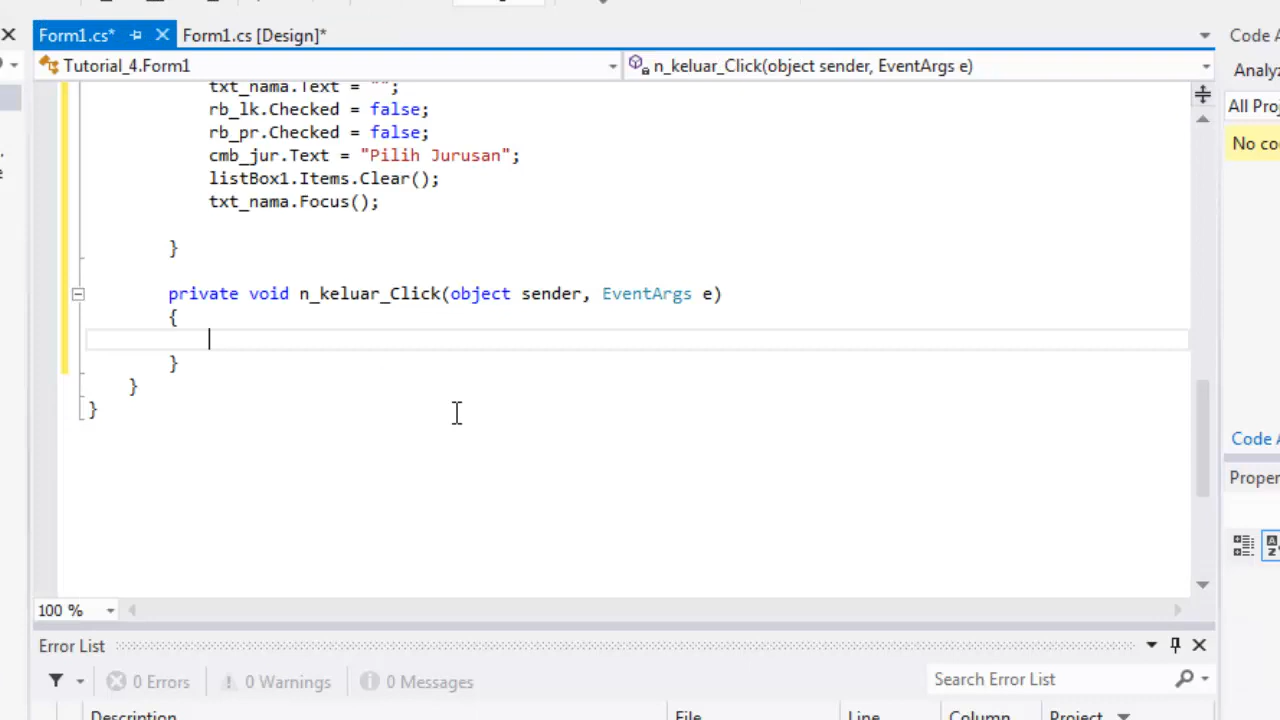 Form1.cs*
Form1.cs [Design]*
Code A
Tutorial_4.Form1
n_keluar_Click(object sender, EventArgs e)
Analyz
txt_nama.Text = "";
rb_lk.Checked = false;
All Proj
rb_pr.Checked = false;
No co
cmb_jur.Text = "Pilih Jurusan";
listBox1.Items.Clear();
txt_nama.Focus();
}
private void n_keluar_Click(object sender, EventArgs e)
{
}
}
}
Code A
Proper
100 %
Error List
0 Errors
0 Warnings
0 Messages
Search Error List
Description
File
Line
Column
Project